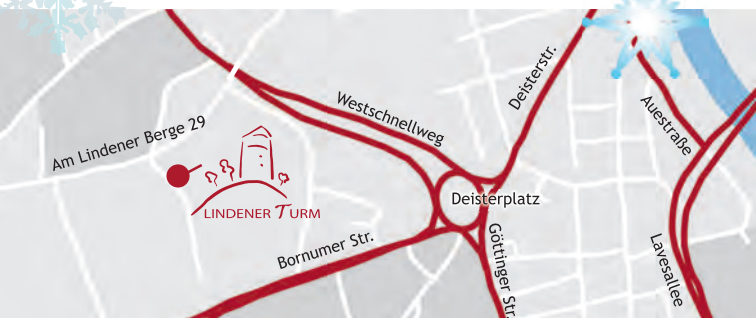 Westschnellweg
Deisterstr.
Auestraße
Am Lindener Berge 29
LINDENER TURM
Deisterplatz
Bornumer Str.
Göttinger Str.
Lavesallee